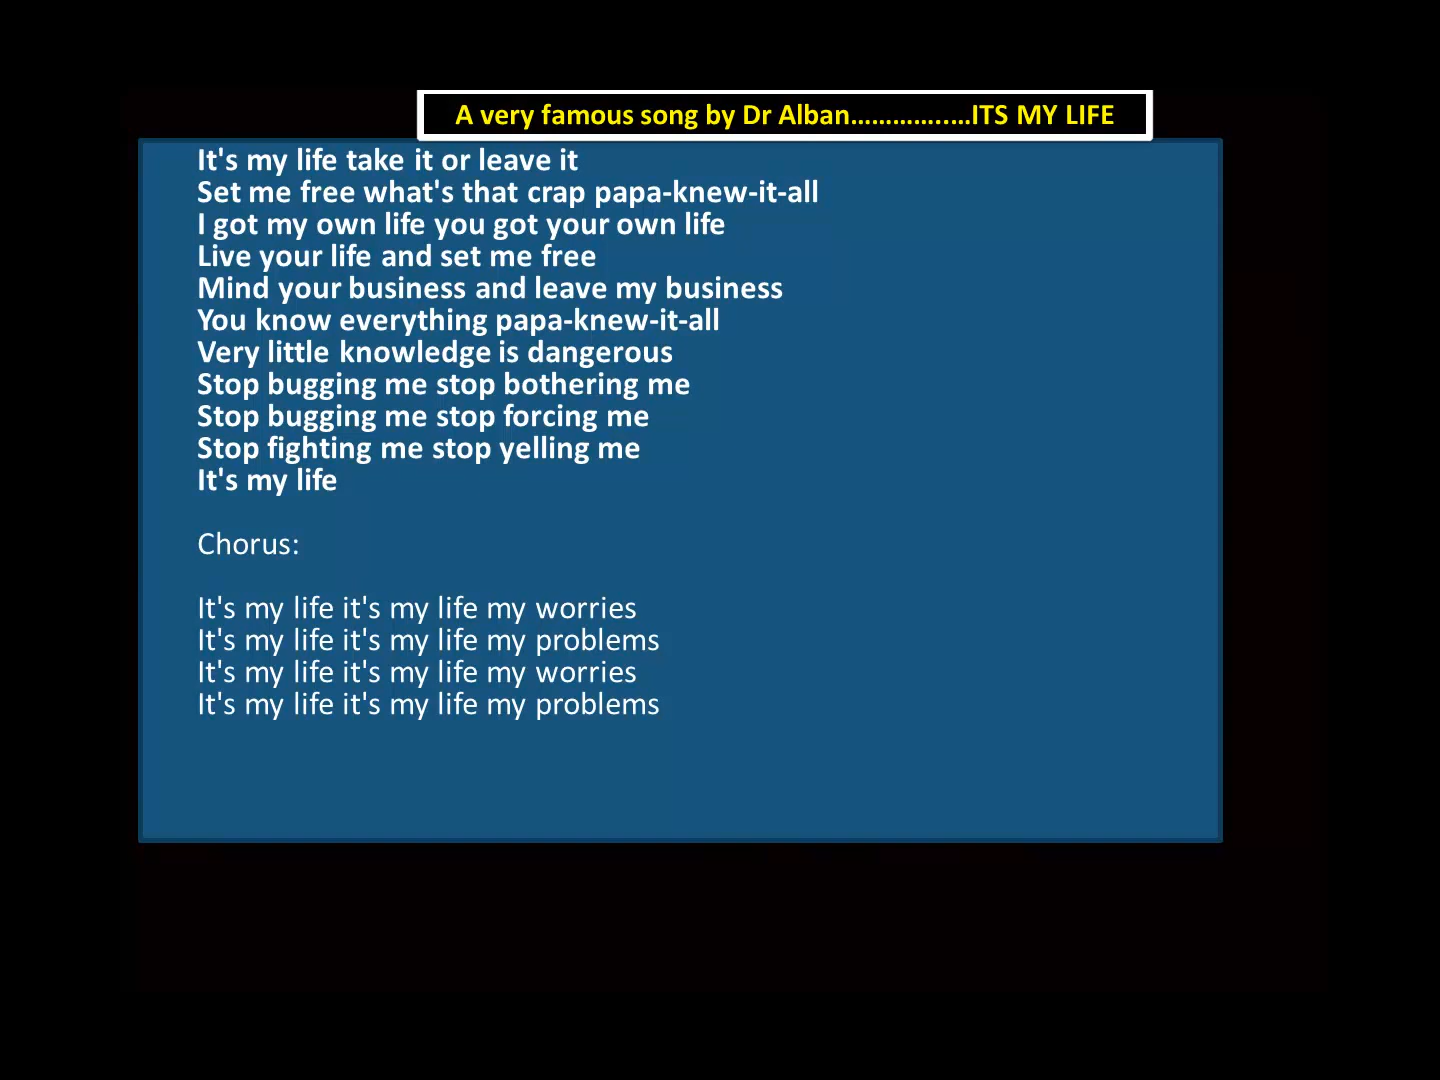 A very famous song by Dr Alban…………..…ITS MY LIFE
It's my life take it or leave it
Set me free what's that crap papa-knew-it-all
I got my own life you got your own life
Live your life and set me free
Mind your business and leave my business
You know everything papa-knew-it-all
Very little knowledge is dangerous
Stop bugging me stop bothering me
Stop bugging me stop forcing me
Stop fighting me stop yelling me
It's my life
Chorus:
It's my life it's my life my worries
It's my life it's my life my problems
It's my life it's my life my worries
It's my life it's my life my problems